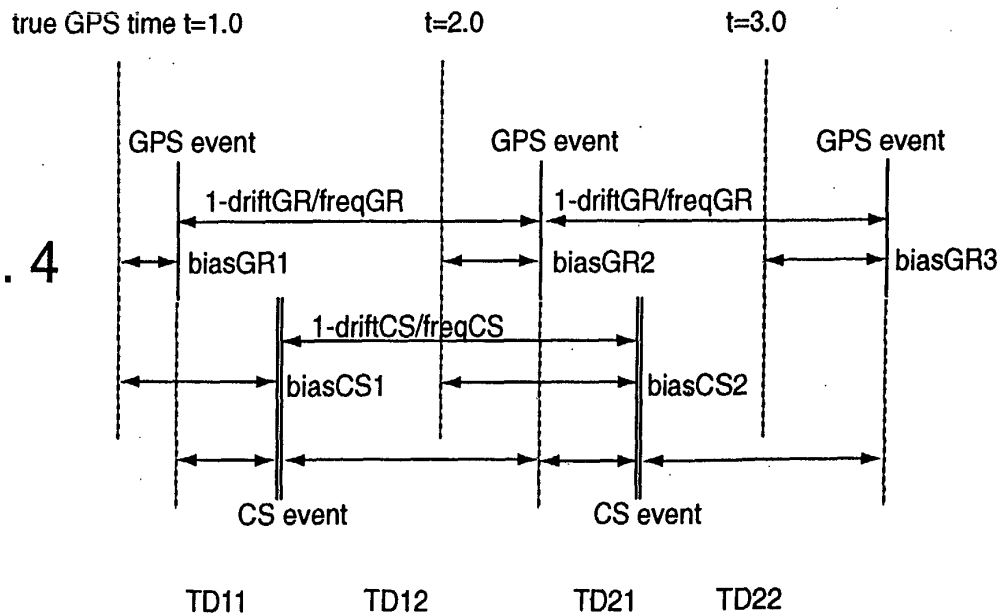 true GPS time t=1.0 t=2.0 t=3.0
GPS event GPS event GPS event
1-driftGR/freqGR 1-driftGR/freqGR
. 4
biasGR1 biasGR2 biasGR3
1-driftCS/freqCS
biasCS1 biasCS2
CS event CS event
TD11 TD12 TD21 TD22